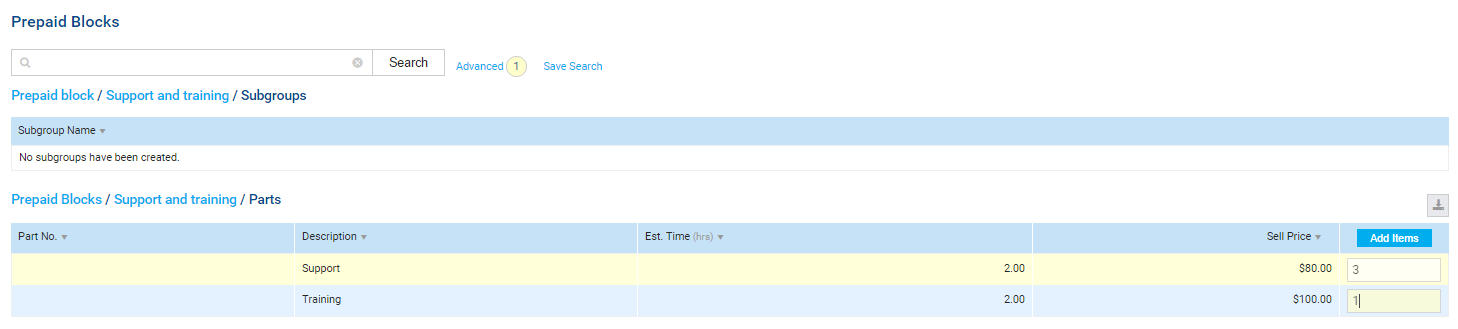 Prepaid Blocks
Search Advanced 1 Save Search
Prepaid block / Support and training / Subgroups
Subgroup Name
No subgroups have been created.
Prepaid Blocks / Support and training / Parts
Part No. Description Est. Time (hrs) Sell Price Add Items
Support 2.00 $80.00 3
Training 2.00 $100.00 1